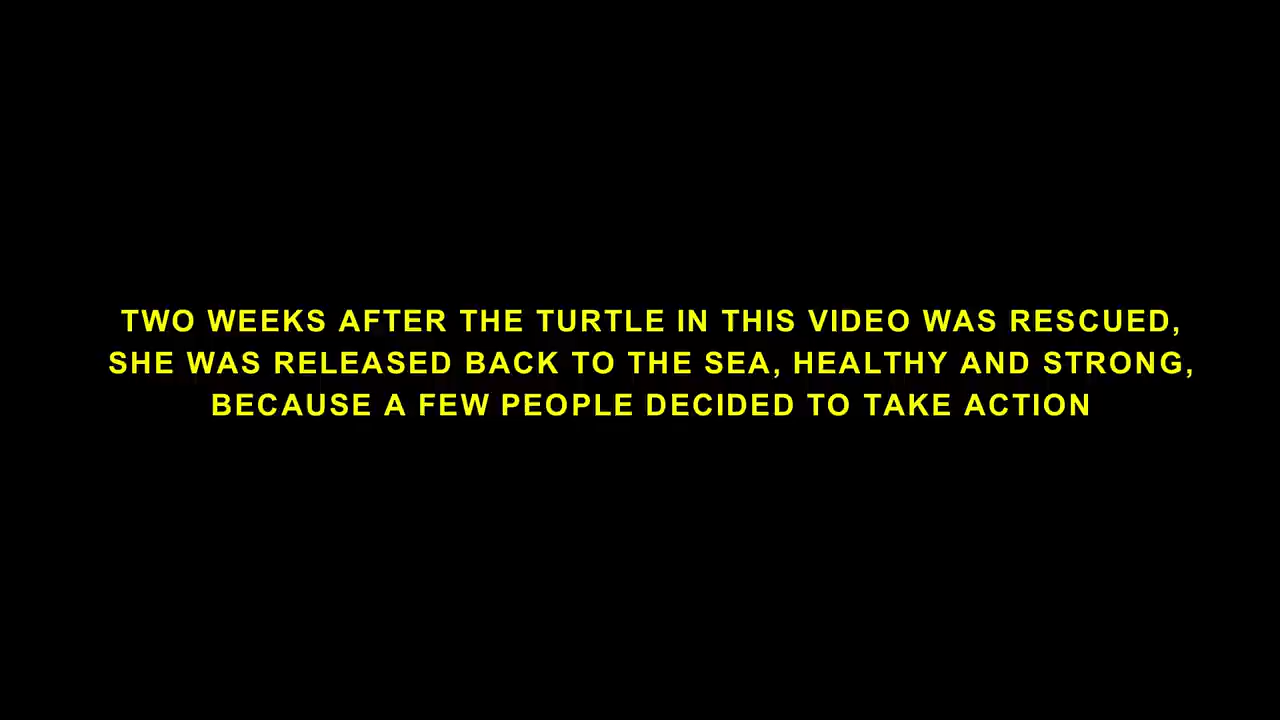 TWO WEEKS AFTER THE TURTLE IN THIS VIDEO WAS RESCUED,
SHE WAS RELEASED BACK TO THE SEA, HEALTHY AND STRONG,
BECAUSE A FEW PEOPLE DECIDED TO TAKE ACTION